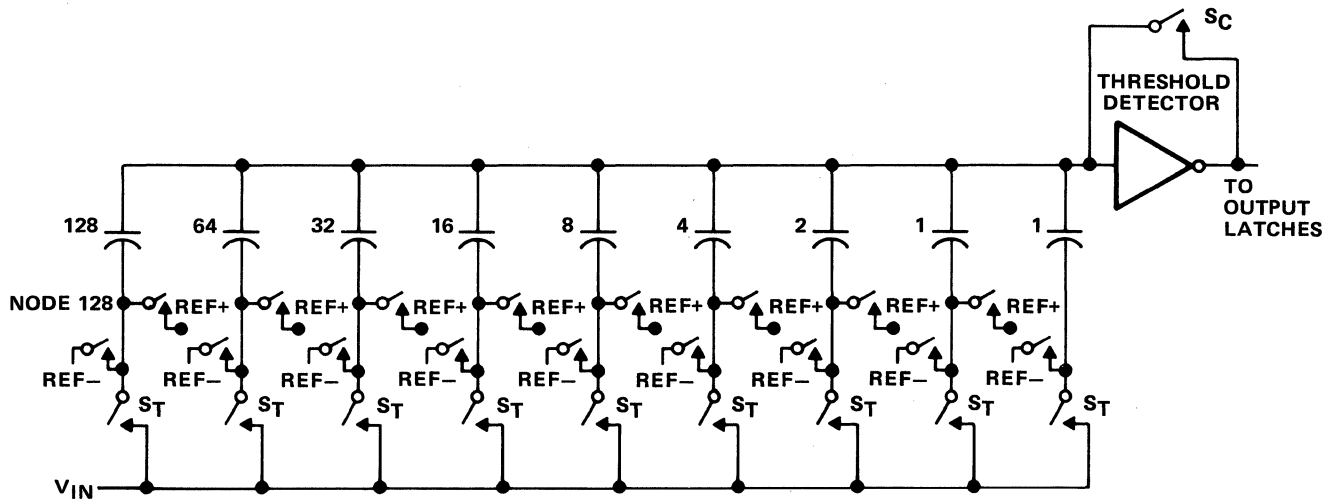 SC
THRESHOLD
DETECTOR
TO
OUTPUT
LATCHES
128 64 32 16 8 4 2 1 1
NODE 128 REF+ REF+ REF+ REF+ REF+ REF+ REF+ REF+
REF− REF− REF− REF− REF− REF− REF− REF− REF−
ST ST ST ST ST ST ST ST ST
VIN